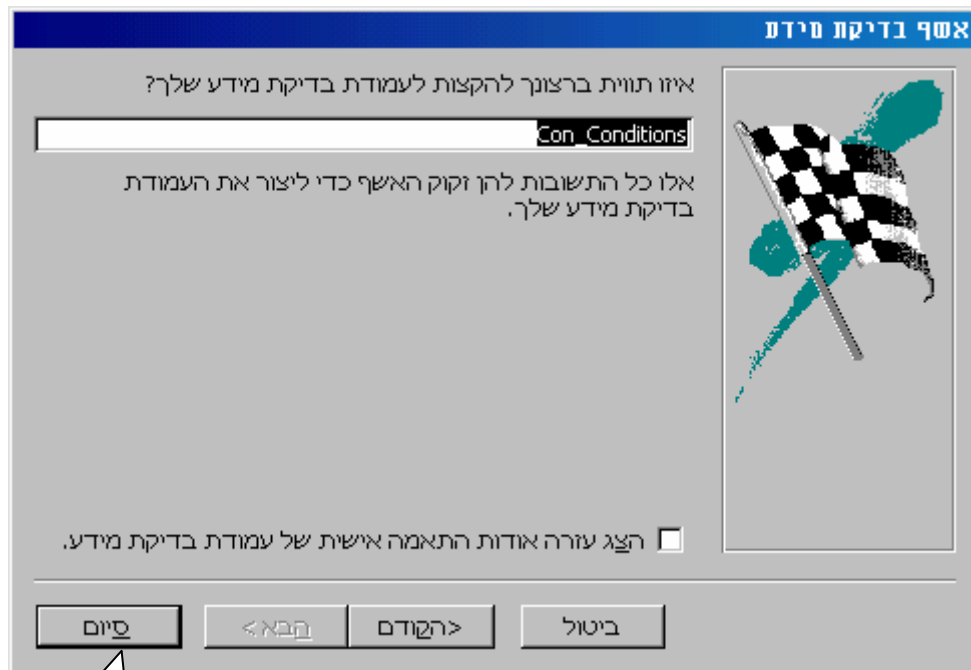 אשף בדיקת מידע
איזו תווית ברצונך להקצות לעמודת בדיקת מידע שלך?
Con_Conditions
אלו כל התשובות להן זקוק האשף כדי ליצור את העמודת
בדיקת מידע שלך.
הצג עזרה אודות התאמה אישית של עמודת בדיקת מידע.
ביטול
<הקודם
הבא>
סיום